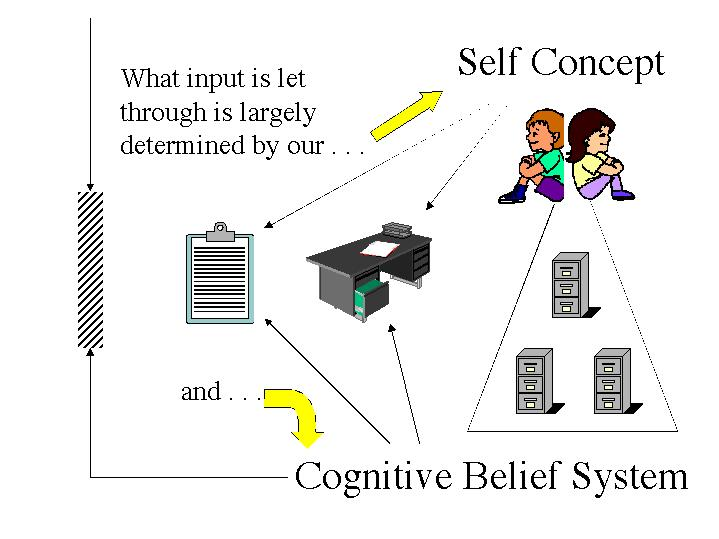 Self Concept
What input is let
through is largely
determined by our . . .
and . . .
Cognitive Belief System